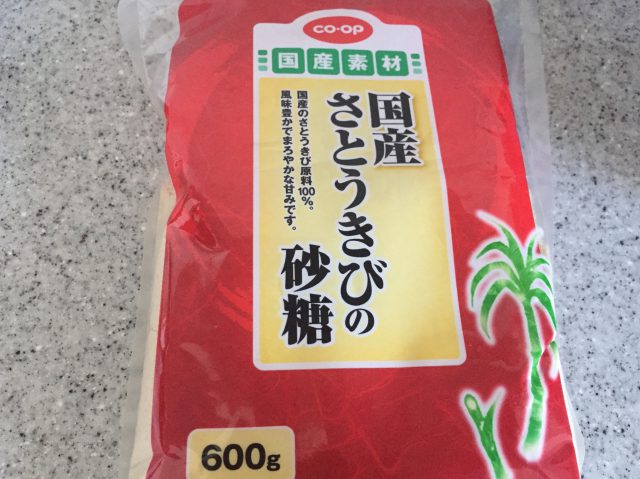 CO·OP
国産素材
国産
さとうきびの
砂糖
国産のさとうきび原料100%。
風味豊かでまろやかな甘みです。
600g